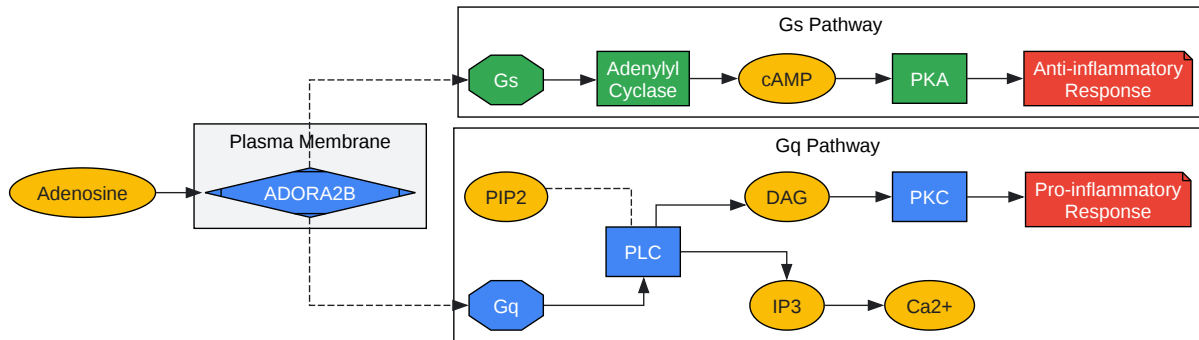 Gs Pathway
Gs
Adenylyl
Cyclase
cAMP
PKA
Anti-inflammatory
Response
Plasma Membrane
Adenosine
ADORA2B
Gq Pathway
PIP2
DAG
PKC
Pro-inflammatory
Response
PLC
Gq
IP3
Ca2+